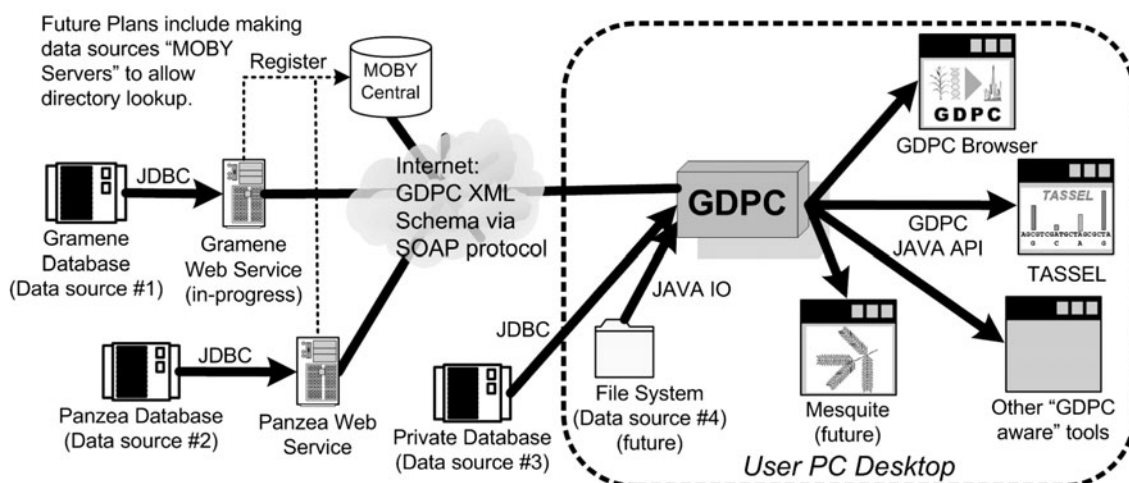 Future Plans include making
data sources “MOBY
Servers” to allow
directory lookup.
Register
MOBY
Central
JDBC
Gramene
Database
(Data source #1)
Gramene
Web Service
(in-progress)
Internet:
GDPC XML
Schema via
SOAP protocol
JDBC
Panzea Database
(Data source #2)
Panzea Web
Service
JDBC
Private Database
(Data source #3)
JAVA IO
File System
(Data source #4)
(future)
GDPC
GDPC
GDPC Browser
GDPC
JAVA API
TASSEL
AGCGTCGATGCTAGCGCTA
G C A G
TASSEL
Mesquite
(future)
Other “GDPC
aware” tools
User PC Desktop